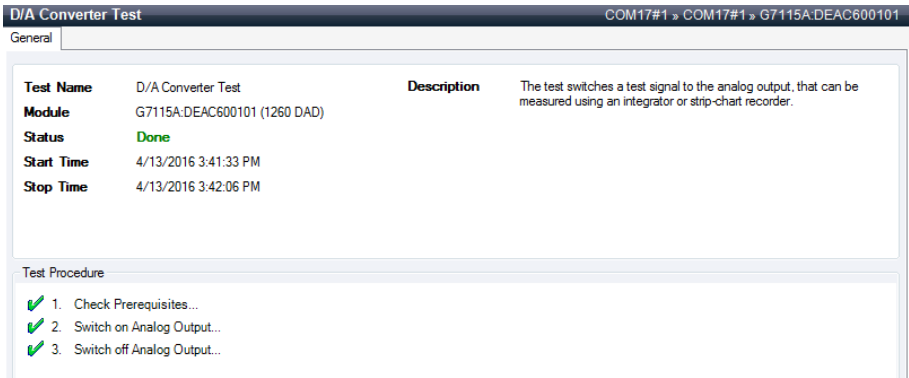 D/A Converter Test COM17#1 » COM17#1 » G7115A:DEAC600101
General
Test Name D/A Converter Test Description The test switches a test signal to the analog output, that can be
measured using an integrator or strip-chart recorder.
Module G7115A:DEAC600101 (1260 DAD)
Status Done
Start Time 4/13/2016 3:41:33 PM
Stop Time 4/13/2016 3:42:06 PM
Test Procedure
1. Check Prerequisites...
2. Switch on Analog Output...
3. Switch off Analog Output...